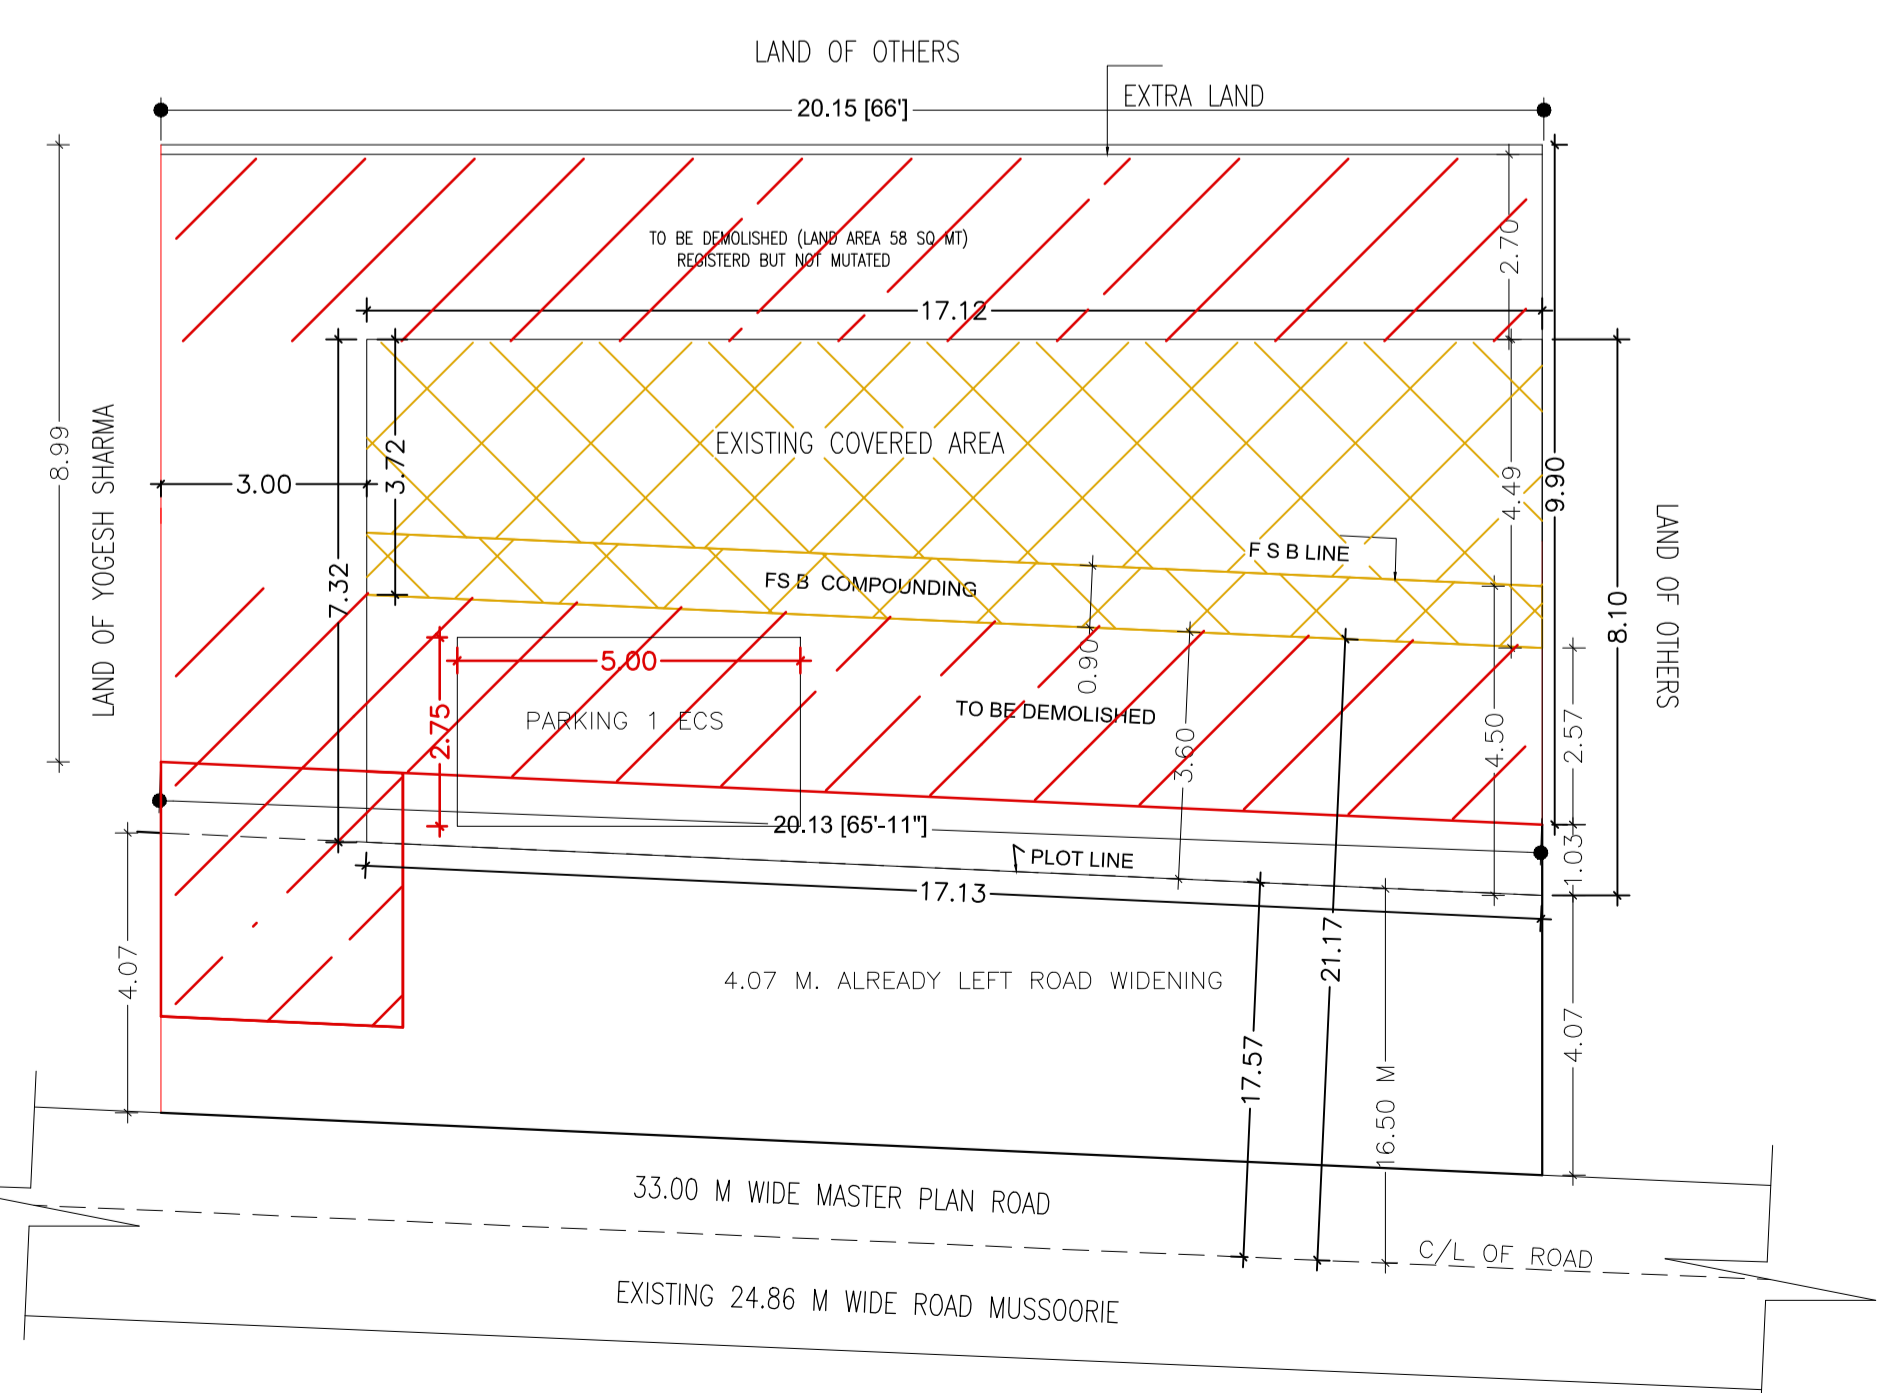 LAND OF OTHERS
EXTRA LAND
20.15 [66']
TO BE DEMOLISHED (LAND AREA 58 SQ MT)
REGISTERD BUT NOT MUTATED
2.70
17.12
8.99
LAND OF YOGESH SHARMA
3.00
3.72
7.32
EXISTING COVERED AREA
4.49
9.90
F S B LINE
FS B COMPOUNDING
8.10
LAND OF OTHERS
5.00
2.75
PARKING 1 ECS
0.90
TO BE DEMOLISHED
3.60
4.50
2.57
20.13 [65'-11"]
PLOT LINE
1.03
17.13
4.07
4.07 M. ALREADY LEFT ROAD WIDENING
21.17
17.57
16.50 M
4.07
33.00 M WIDE MASTER PLAN ROAD
C/L OF ROAD
EXISTING 24.86 M WIDE ROAD MUSSOORIE